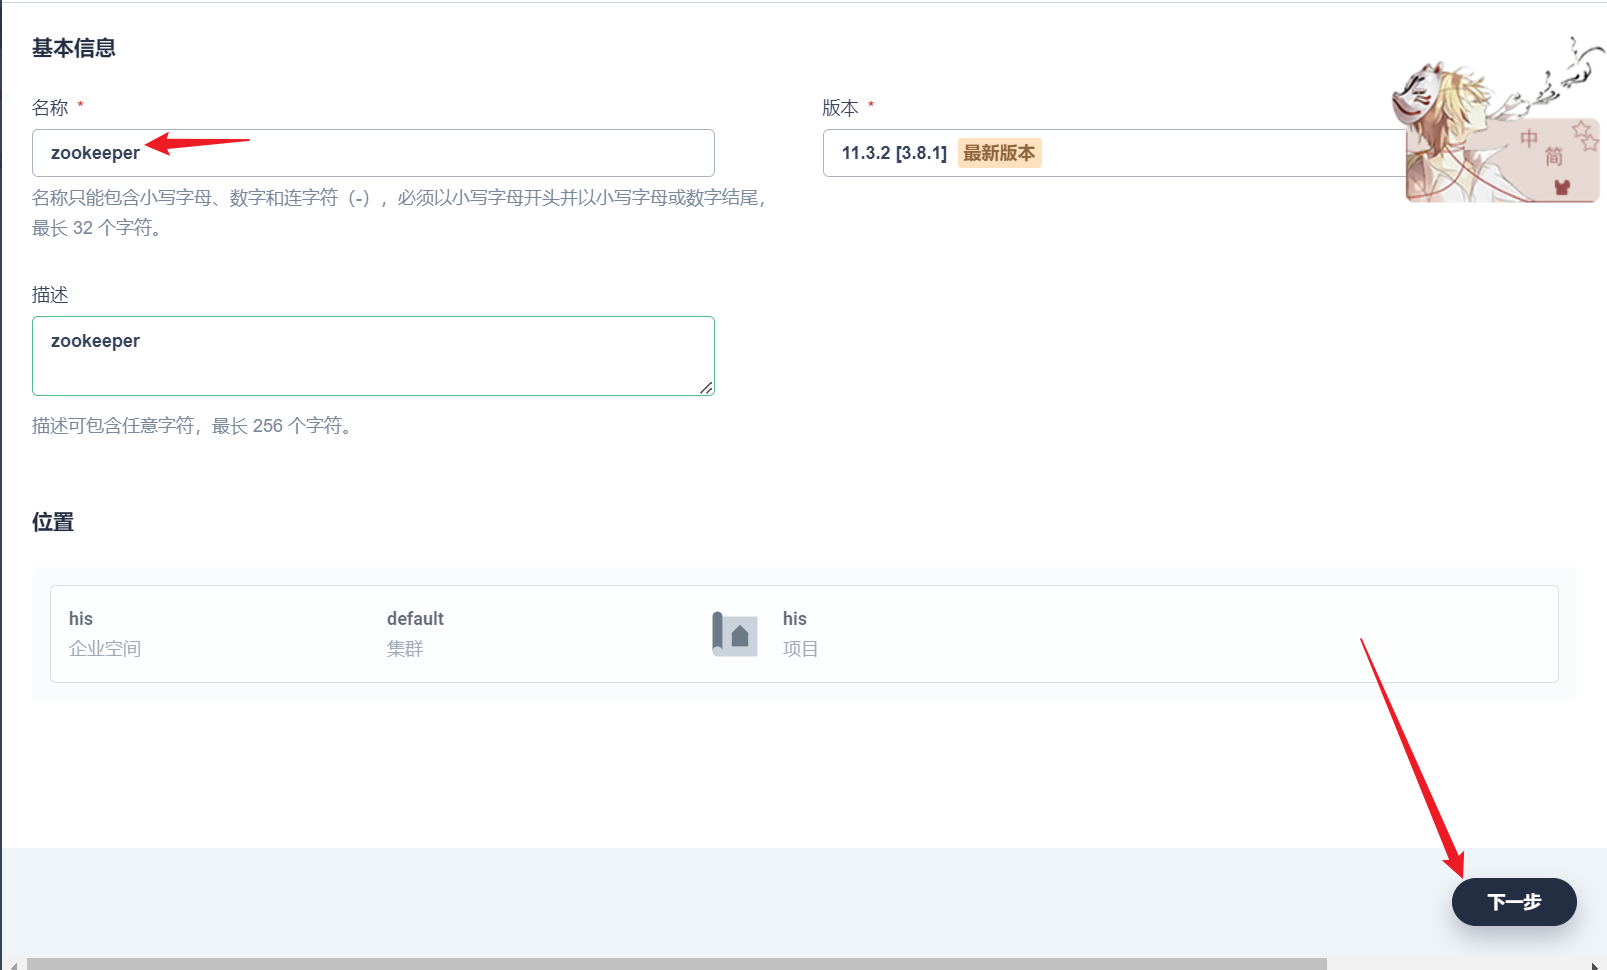 基本信息
名称 *
版本 *
zookeeper
11.3.2 [3.8.1] 最新版本
中
简
名称只能包含小写字母、数字和连字符（-），必须以小写字母开头并以小写字母或数字结尾，
最长 32 个字符。
描述
zookeeper
描述可包含任意字符，最长 256 个字符。
位置
his
企业空间
default
集群
his
项目
下一步